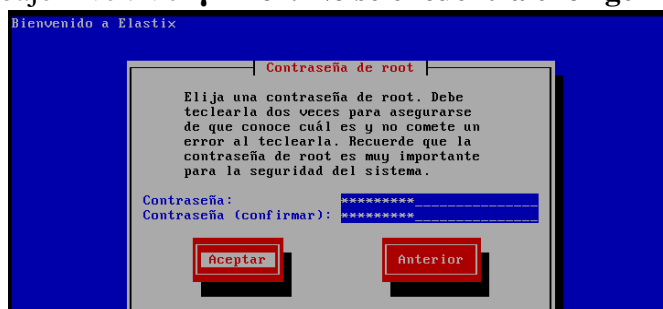 Bienvenido a Elastix
Contraseña de root
Elija una contraseña de root. Debe
teclearla dos veces para asegurarse
de que conoce cuál es y no comete un
error al teclearla. Recuerde que la
contraseña de root es muy importante
para la seguridad del sistema.
Contraseña: *********
Contraseña (confirmar): *********
Aceptar Anterior